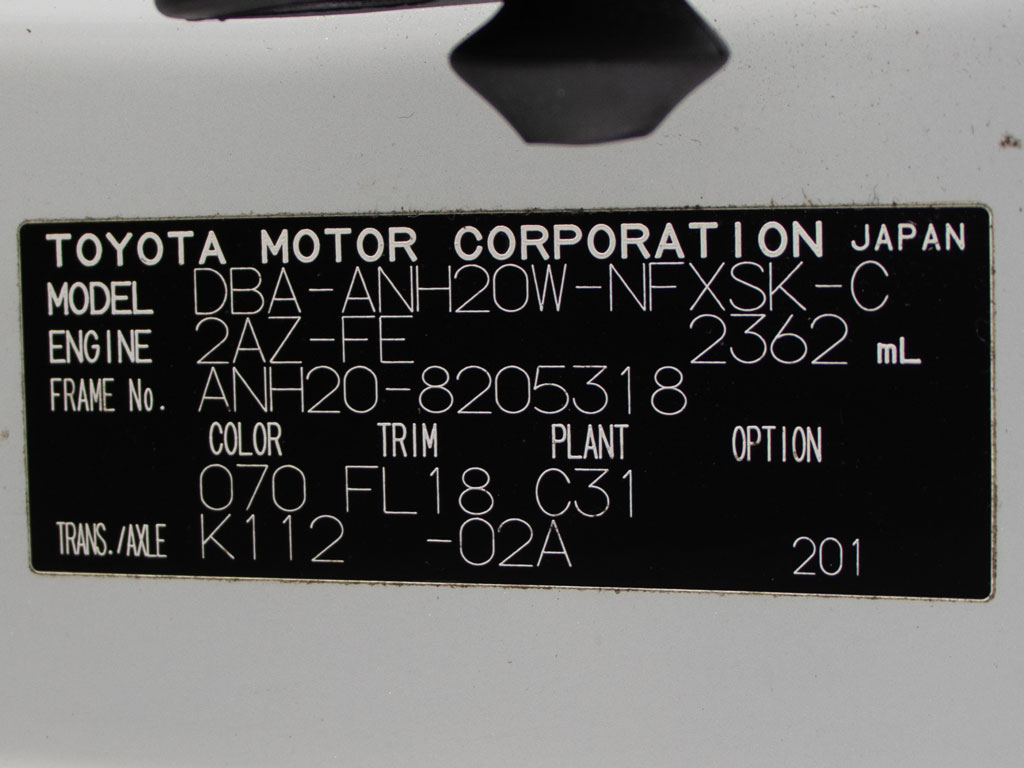 TOYOTA MOTOR CORPORATION JAPAN
MODEL DBA-ANH20W-NFXSK-C
ENGINE 2AZ-FE 2362 mL
FRAME No. ANH20-8205318
COLOR TRIM PLANT OPTION
070 FL18 C31
TRANS./AXLE K112 -02A 201